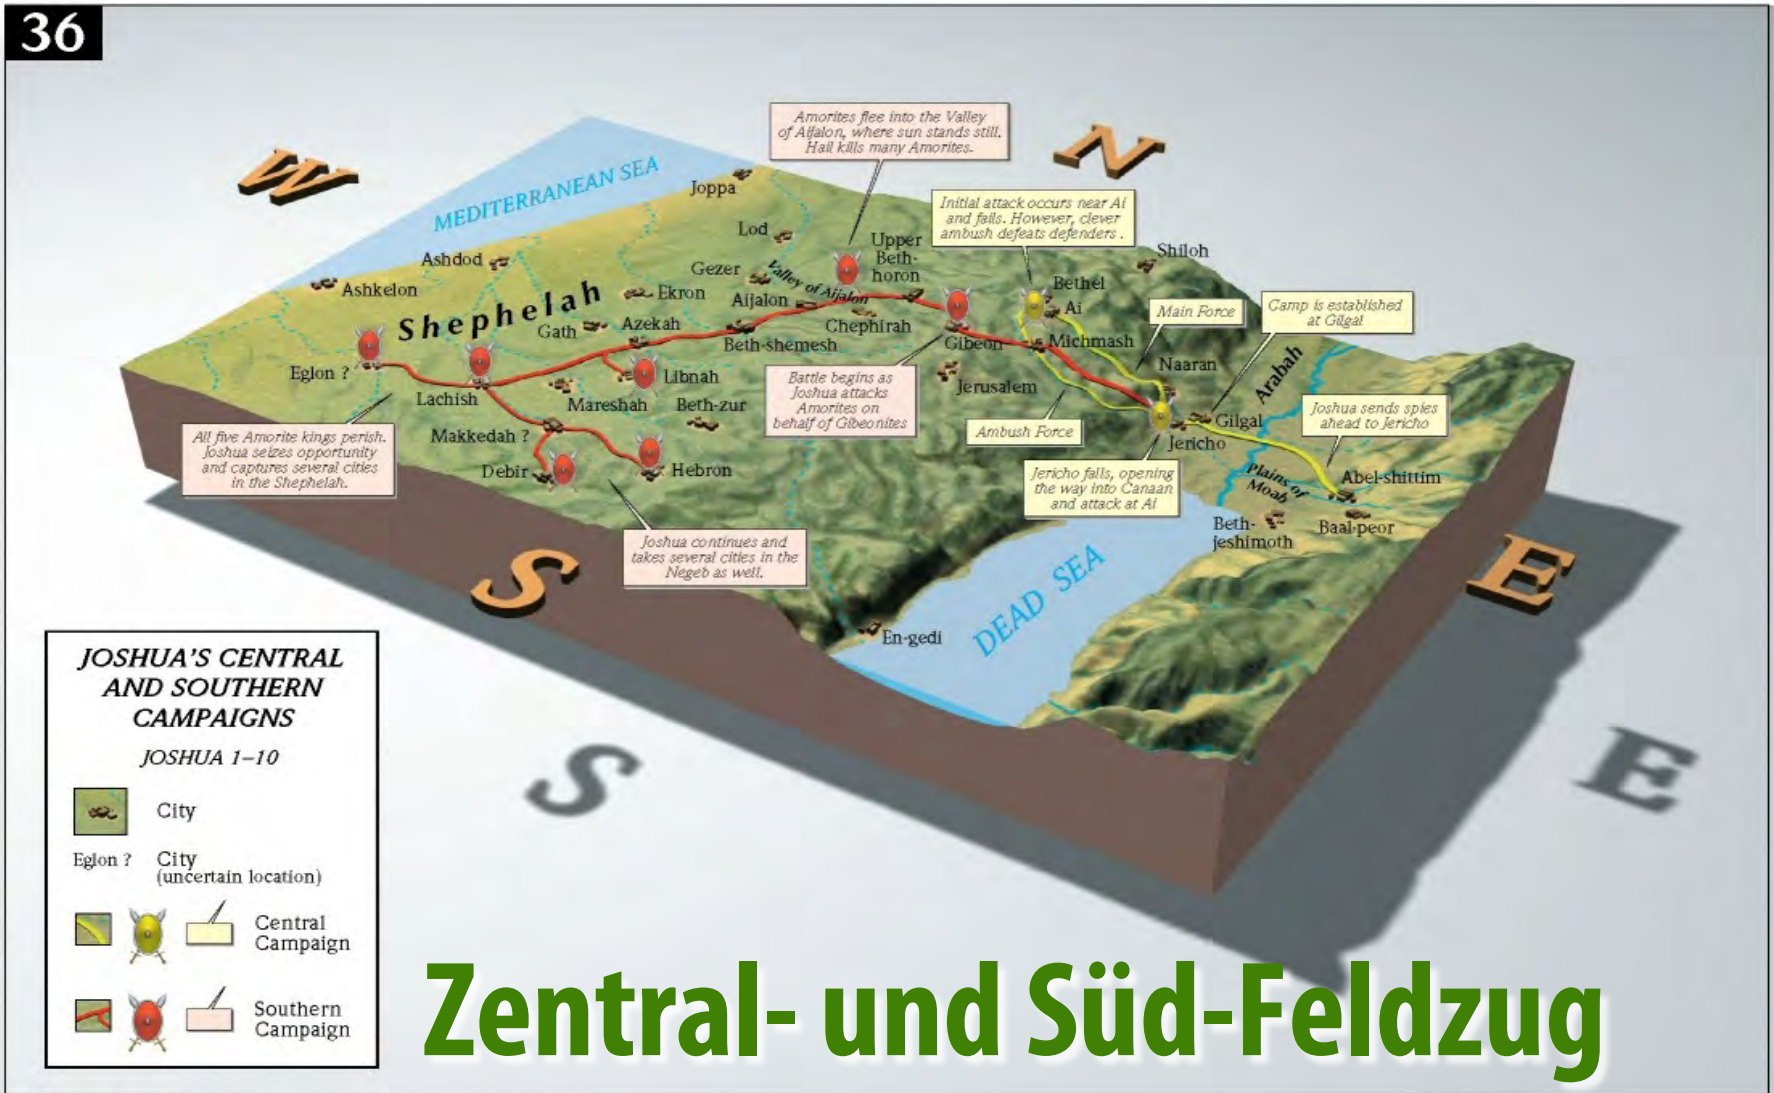 36
W
N
MEDITERRANEAN SEA
Joppa
Amorites flee into the Valley
of Aijalon, where sun stands still.
Hail kills many Amorites.
Initial attack occurs near Ai
and fails. However, clever
ambush defeats defenders.
Lod
Upper
Beth-
horon
Shiloh
Ashdod
Ashkelon
Gezer
Valley of Aijalon
Ekron
Aijalon
Bethel
Ai
Main Force
Camp is established
at Gilgal
Shephelah
Gath
Azekah
Chephirah
Beth-shemesh
Gibeon
Michmash
Naaran
Arabah
Eglon ?
Lachish
Libnah
Mareshah
Beth-zur
Jerusalem
Battle begins as
Joshua attacks
Amorites on
behalf of Gibeonites
Ambush Force
Gilgal
Jericho
Joshua sends spies
ahead to Jericho
All five Amorite kings perish.
Joshua seizes opportunity
and captures several cities
in the Shephelah.
Makkedah ?
Debir
Hebron
Jericho falls, opening
the way into Canaan
and attack at Ai
Plains of
Moab
Abel-shittim
Beth-
jeshimoth
Baal-peor
Joshua continues and
takes several cities in the
Negeb as well.
S
E
DEAD SEA
En-gedi
S
E
JOSHUA'S CENTRAL
AND SOUTHERN
CAMPAIGNS
JOSHUA 1–10
City
Eglon ? City
(uncertain location)
Central
Campaign
Southern
Campaign
Zentral- und Süd-Feldzug